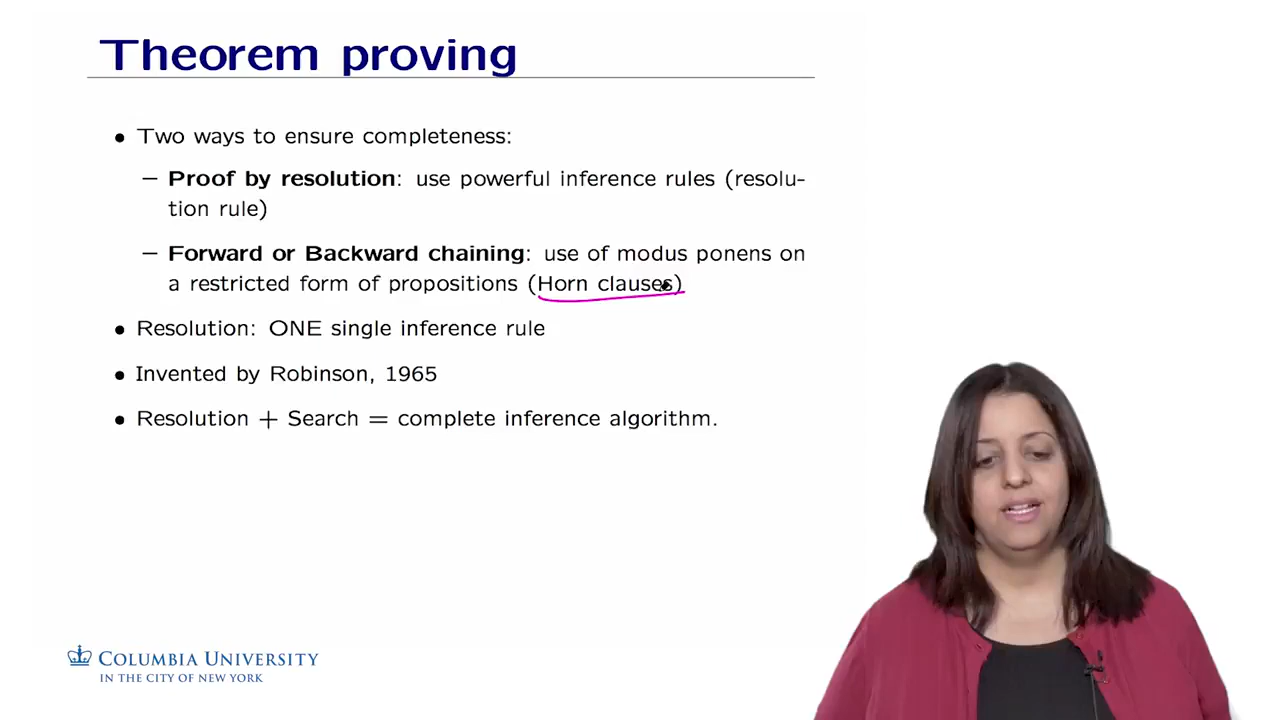 Theorem proving
• Two ways to ensure completeness:
– Proof by resolution: use powerful inference rules (resolu-
tion rule)
– Forward or Backward chaining: use of modus ponens on
a restricted form of propositions (Horn clauses)
• Resolution: ONE single inference rule
• Invented by Robinson, 1965
• Resolution + Search = complete inference algorithm.
COLUMBIA UNIVERSITY
IN THE CITY OF NEW YORK